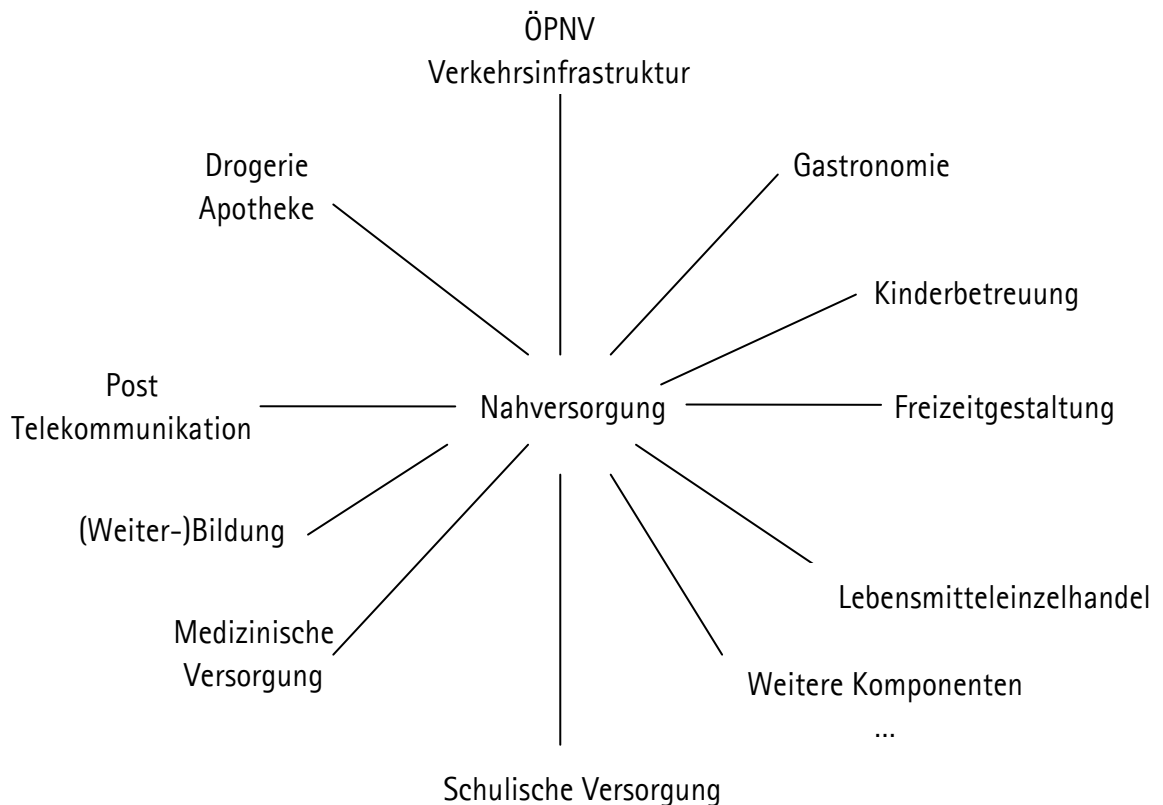 ÖPNV
Verkehrsinfrastruktur
Drogerie
Apotheke
Gastronomie
Kinderbetreuung
Post
Telekommunikation
Nahversorgung
Freizeitgestaltung
(Weiter-)Bildung
Lebensmitteleinzelhandel
Medizinische
Versorgung
Weitere Komponenten
...
Schulische Versorgung